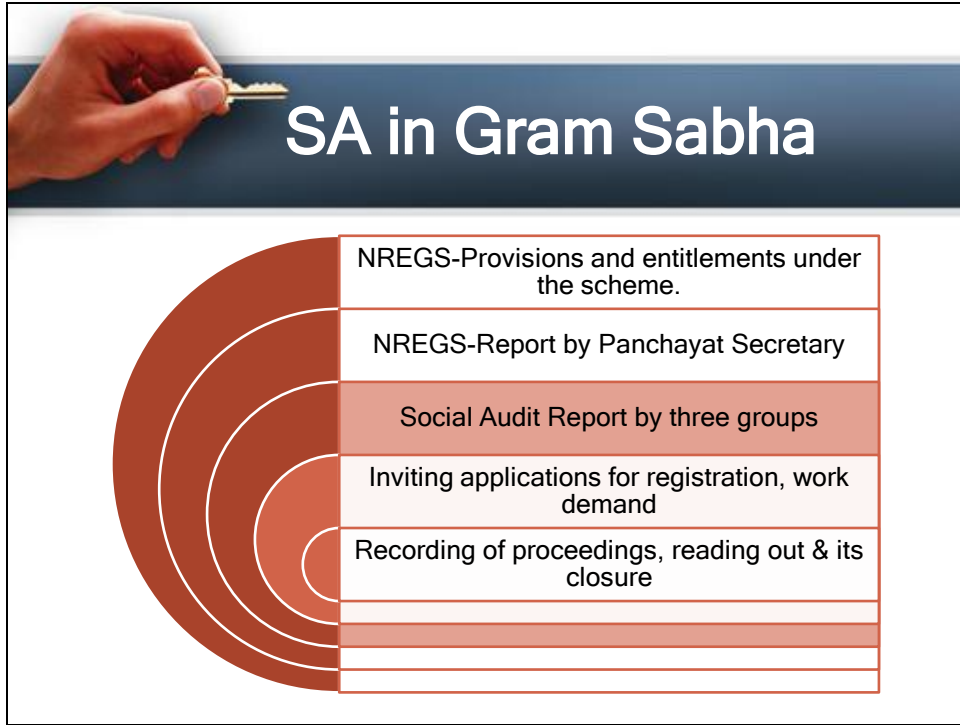 SA in Gram Sabha
NREGS-Provisions and entitlements under
the scheme.
NREGS-Report by Panchayat Secretary
Social Audit Report by three groups
Inviting applications for registration, work
demand
Recording of proceedings, reading out & its
closure